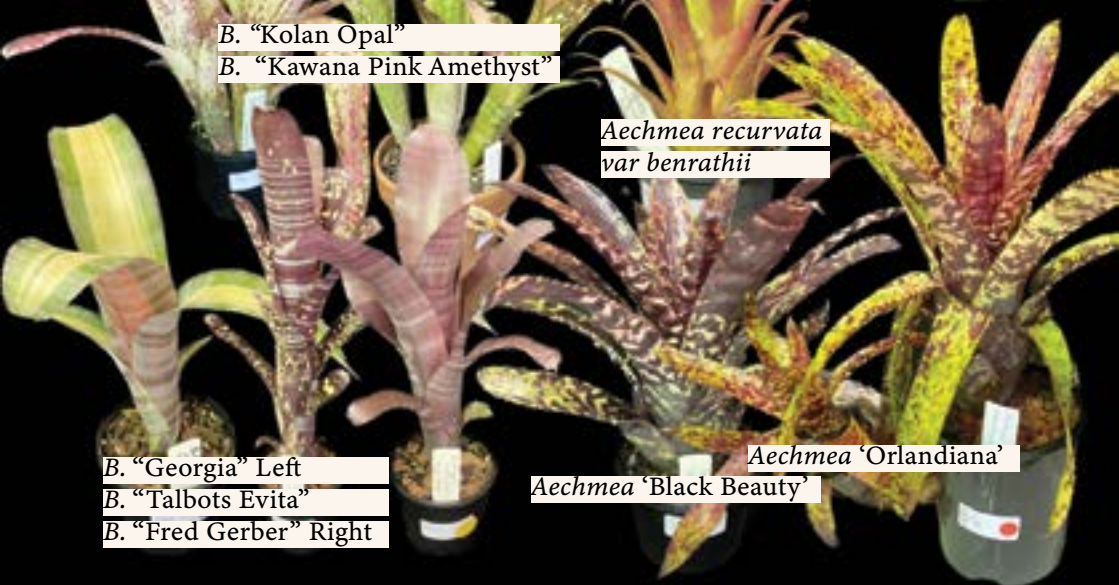 B. “Kolan Opal”
B. “Kawana Pink Amethyst”
Aechmea recurvata
var benrathii
B. “Georgia” Left
B. “Talbots Evita”
B. “Fred Gerber” Right
Aechmea ‘Orlandiana’
Aechmea ‘Black Beauty’